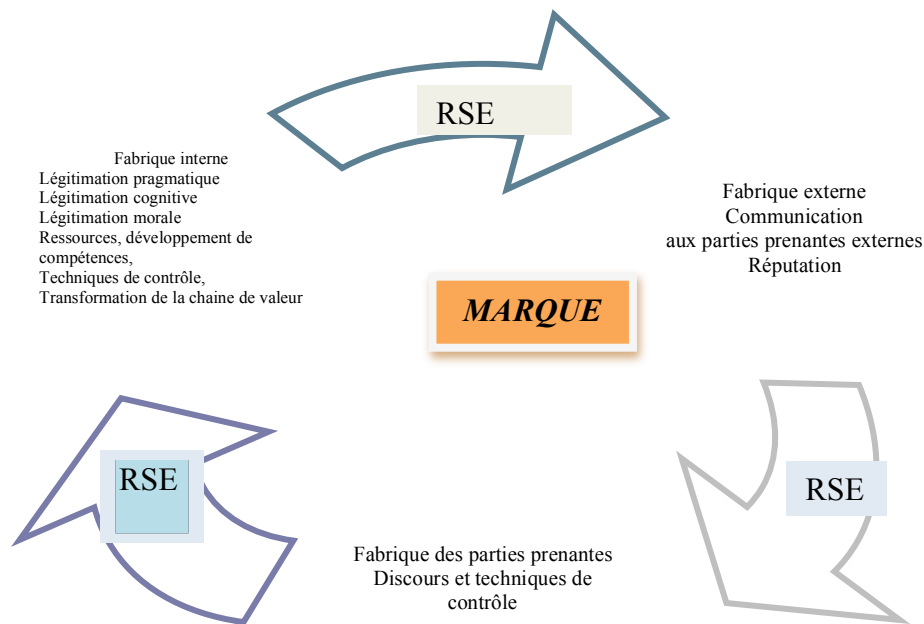 RSE
Fabrique interne
Légitimation pragmatique
Légitimation cognitive
Légitimation morale
Ressources, développement de
compétences,
Techniques de contrôle,
Transformation de la chaine de valeur
Fabrique externe
Communication
aux parties prenantes externes
Réputation
MARQUE
RSE
RSE
Fabrique des parties prenantes
Discours et techniques de
contrôle